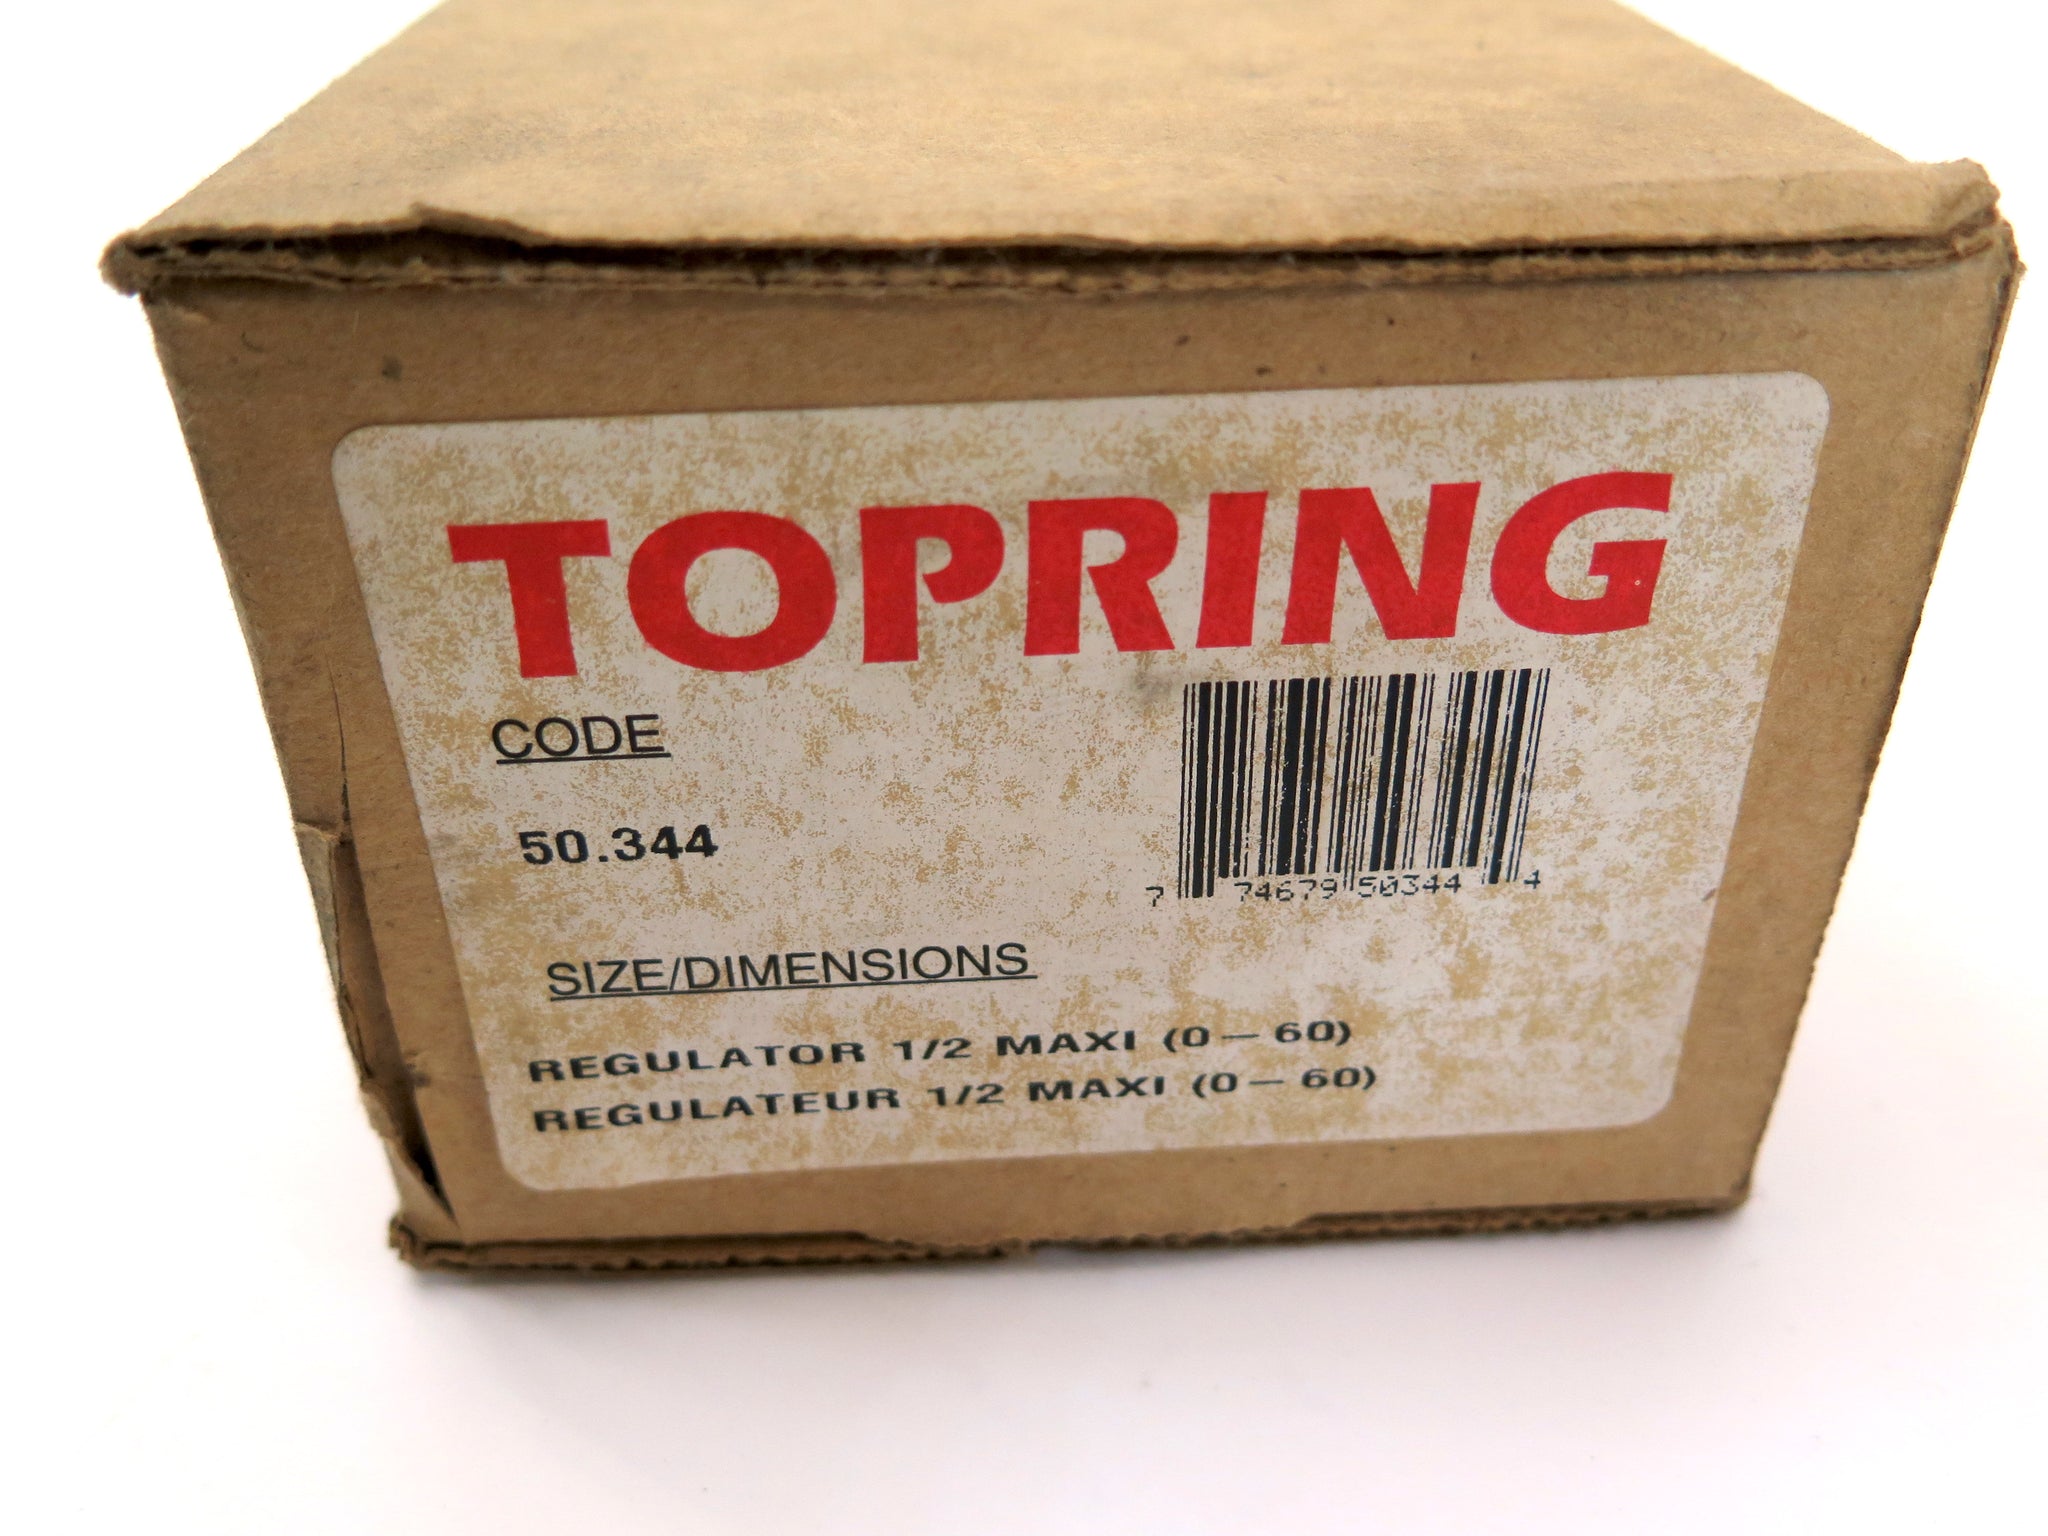 TOPRING
CODE
50.344
7 74679 50344 4
SIZE/DIMENSIONS
REGULATOR 1/2 MAXI (0 — 60)
REGULATEUR 1/2 MAXI (0 — 60)